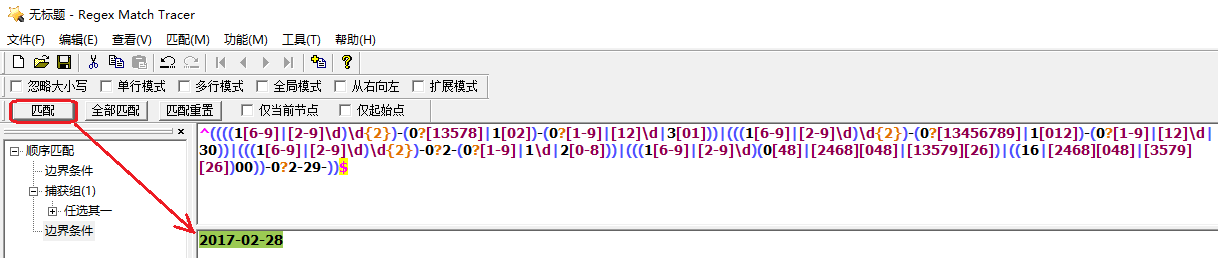 无标题 - Regex Match Tracer
文件(F) 编辑(E) 查看(V) 匹配(M) 功能(M) 工具(T) 帮助(H)
忽略大小写 单行模式 多行模式 全局模式 从右向左 扩展模式
匹配 全部匹配 匹配重置 仅当前节点 仅起始点
顺序匹配
边界条件
捕获组(1)
任选其一
边界条件
^((((1[6-9]|[2-9]\d)\d{2})-(0?[13578]|1[02])-(0?[1-9]|[12]\d|3[01]))|(((1[6-9]|[2-9]\d)\d{2})-(0?[13456789]|1[012])-(0?[1-9]|[12]\d|
30))|(((1[6-9]|[2-9]\d)\d{2})-0?2-(0?[1-9]|1\d|2[0-8]))|(((1[6-9]|[2-9]\d)(0[48]|[2468][048]|[13579][26])|((16|[2468][048]|[3579]
[26])00))-0?2-29-))$
2017-02-28